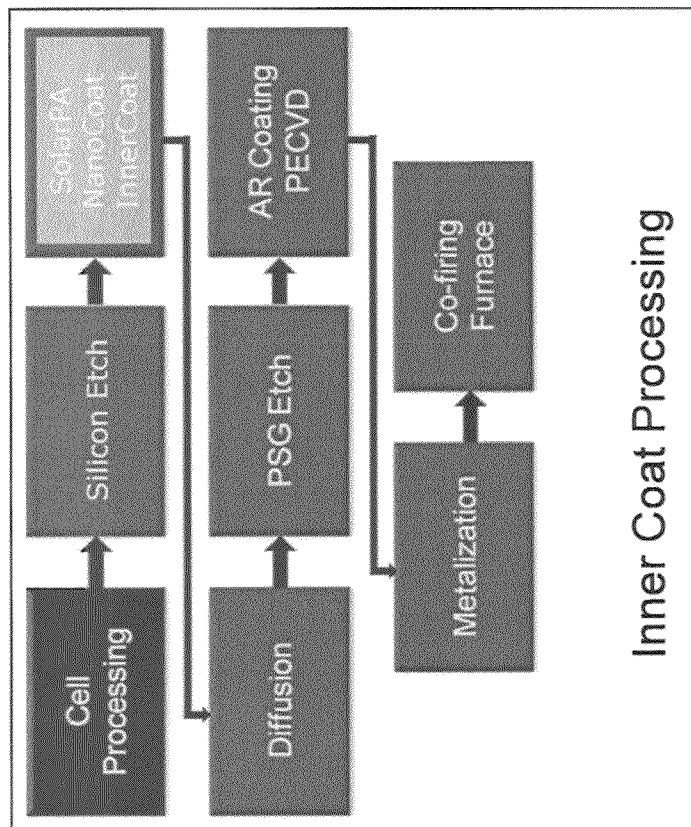 Cell
Processing
Silicon Etch
SolarPA
NanoCoat
InnerCoat
Diffusion
PSG Etch
AR Coating
PECVD
Metalization
Co-firing
Furnace
Inner Coat Processing